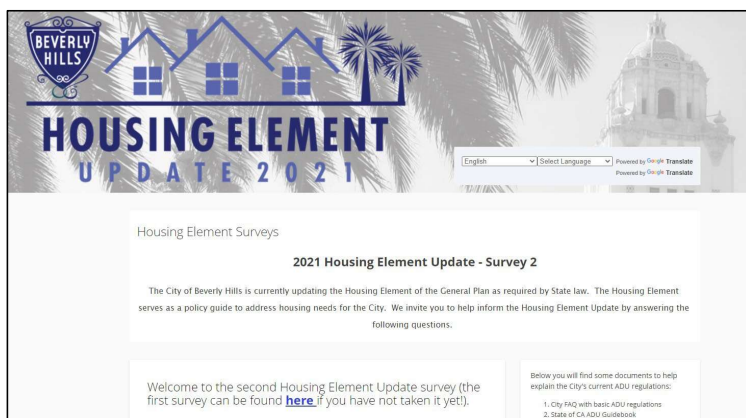 BEVERLY
HILLS
HOUSING ELEMENT
UPDATE 2021
English
Select Language
Powered by Google Translate
Powered by Google Translate
Housing Element Surveys
2021 Housing Element Update - Survey 2
The City of Beverly Hills is currently updating the Housing Element of the General Plan as required by State law. The Housing Element
serves as a policy guide to address housing needs for the City. We invite you to help inform the Housing Element Update by answering the
following questions.
Welcome to the second Housing Element Update survey (the
first survey can be found here if you have not taken it yet!).
Below you will find some documents to help
explain the City's current ADU regulations:
1. City FAQ with basic ADU regulations
2. State of CA ADU Guidebook